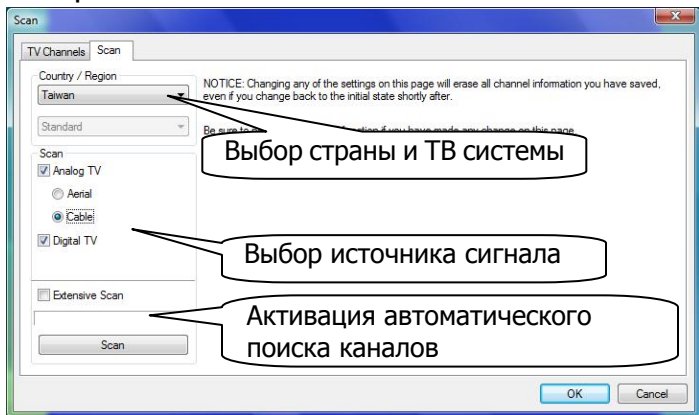 Scan
TV Channels Scan
Country / Region
Taiwan
NOTICE: Changing any of the settings on this page will erase all channel information you have saved,
even if you change back to the initial state shortly after.
Standard
Be sure to if you have made any change on this page.
Выбор страны и ТВ системы
Scan
Analog TV
Aerial
Cable
Digital TV
Выбор источника сигнала
Extensive Scan
Активация автоматического
поиска каналов
Scan
OK Cancel